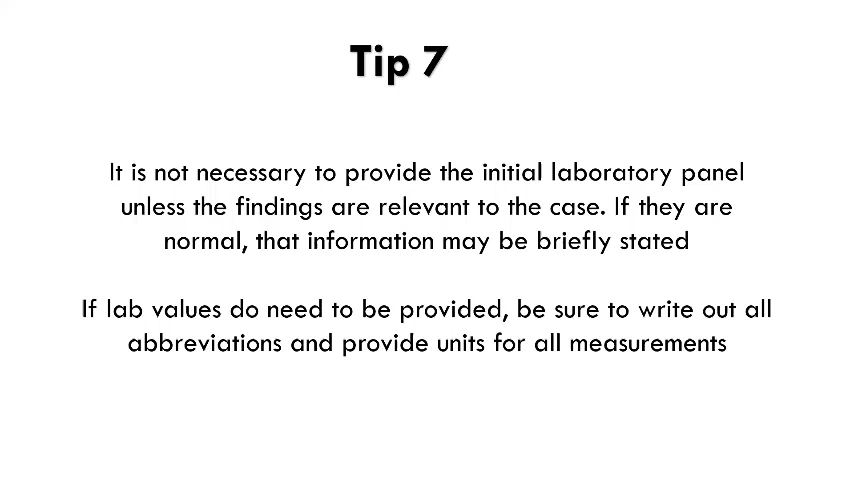 Tip 7
It is not necessary to provide the initial laboratory panel
unless the findings are relevant to the case. If they are
normal, that information may be briefly stated
If lab values do need to be provided, be sure to write out all
abbreviations and provide units for all measurements